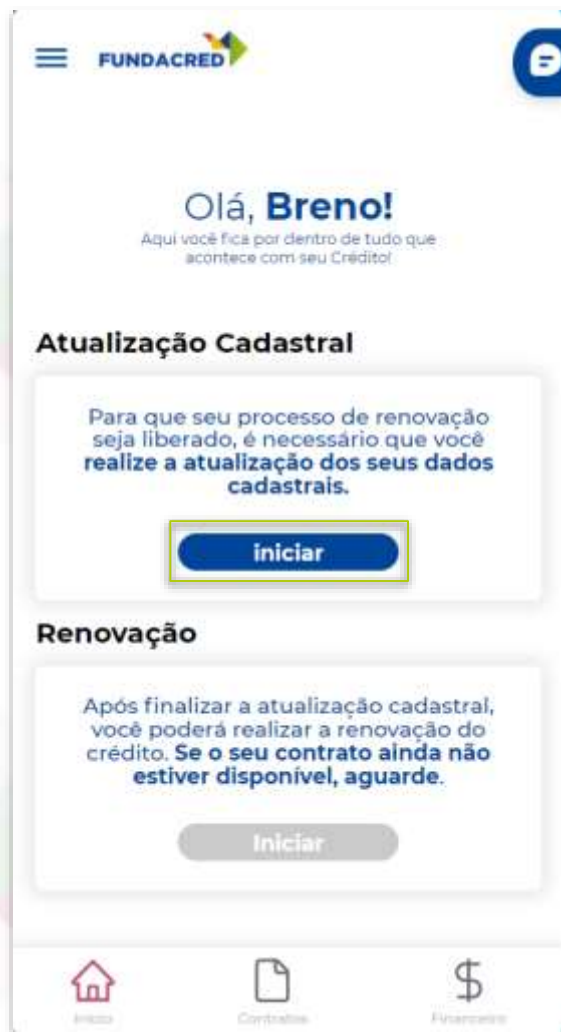 FUNDACRED
Olá, Breno!
Aqui você fica por dentro de tudo que
acontece com seu Crédito!
Atualização Cadastral
Para que seu processo de renovação
seja liberado, é necessário que você
realize a atualização dos seus dados
cadastrais.
iniciar
Renovação
Após finalizar a atualização cadastral,
você poderá realizar a renovação do
crédito. Se o seu contrato ainda não
estiver disponível, aguarde.
Iniciar
Início
Contratos
Financeiro